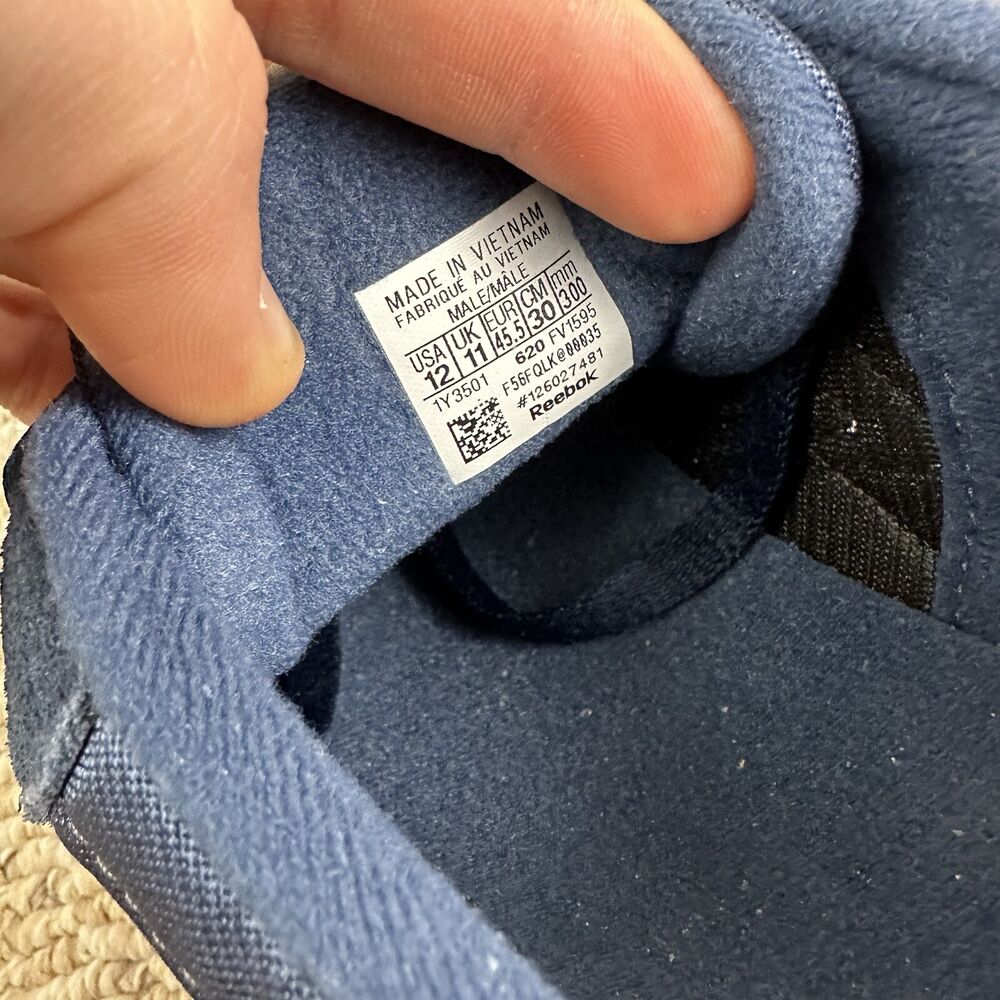 MADE IN VIETNAM
FABRIQUÉ AU VIETNAM
MALE/MÂLE
USA UK EUR CM mm
12 11 45.5 30 300
1Y3501 620 FV1595
F56FQLK@00035
#126027481
Reebok